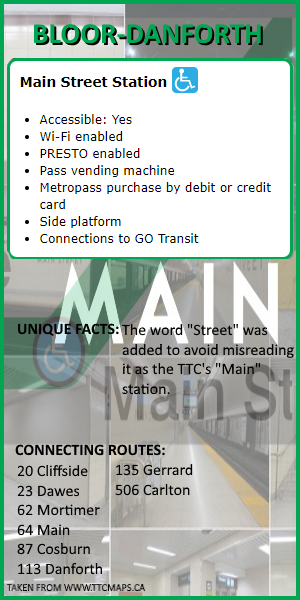 BLOOR-DANFORTH
Main Street Station
Accessible: Yes
Wi-Fi enabled
PRESTO enabled
Pass vending machine
Metropass purchase by debit or credit
card
Side platform
Connections to GO Transit
MAIN
UNIQUE FACTS: The word "Street" was
added to avoid misreading
it as the TTC's "Main"
station.
Main St
CONNECTING ROUTES:
20 Cliffside
23 Dawes
62 Mortimer
64 Main
87 Cosburn
113 Danforth
135 Gerrard
506 Carlton
TAKEN FROM WWW.TTCMAPS.CA